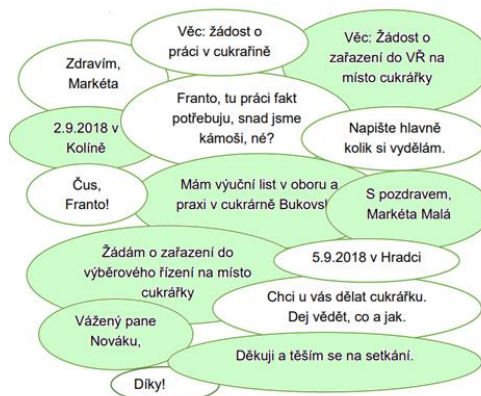 Věc: žádost o
práci v cukrařině
Věc: Žádost o
zařazení do VŘ na
místo cukrářky
Zdravím,
Markéta
Franto, tu práci fakt
potřebuju, snad jsme
kámoši, né?
2.9.2018 v
Kolíně
Napište hlavně
kolik si vydělám.
Čus,
Franto!
Mám výuční list v oboru a
praxi v cukrárně
S pozdravem,
Markéta Malá
Žádám o zařazení do
výběrového řízení na místo
cukrářky
5.9.2018 v Hradci
Chci u vás dělat cukrářku.
Dej vědět, co a jak.
Vážený pane
Nováku,
Děkuji a těším se na setkání.
Díky!